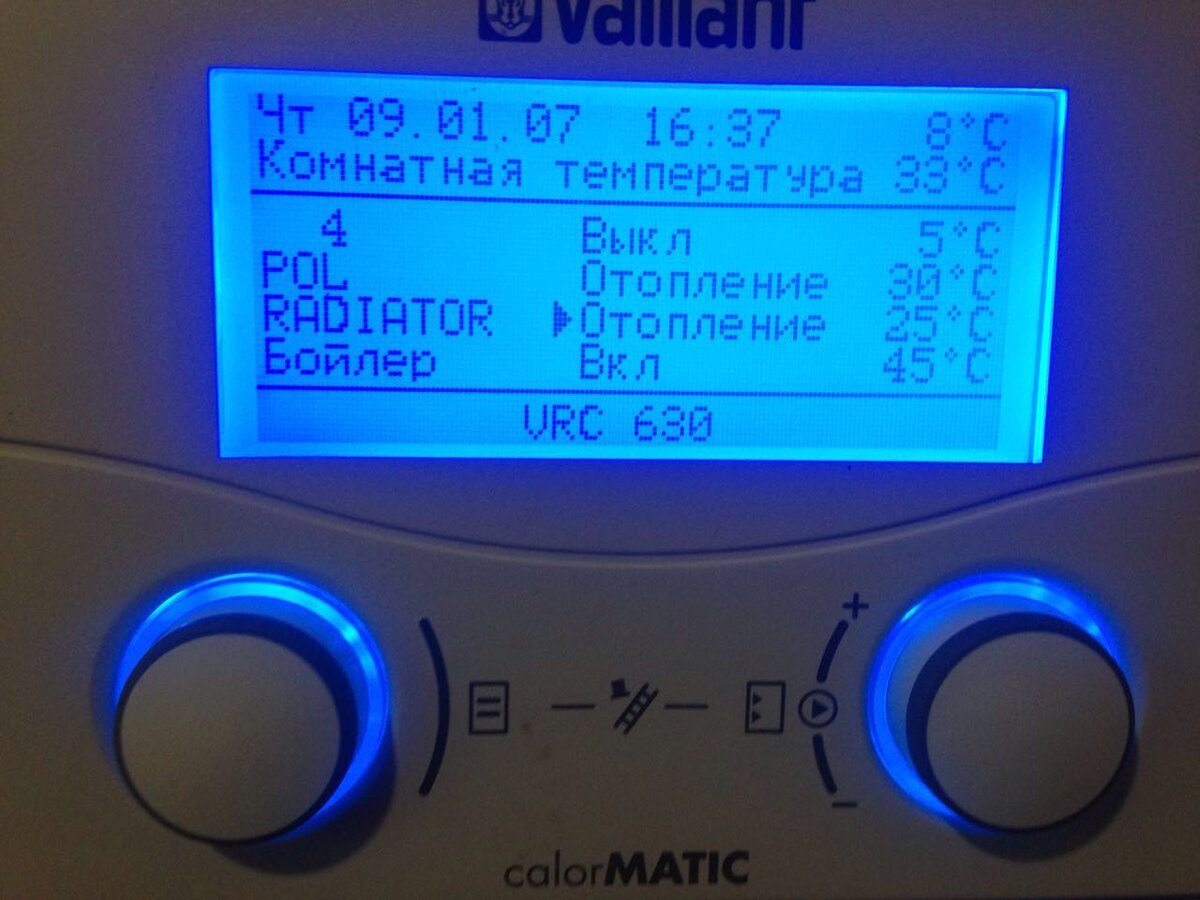 Vaillant
Чт 09.01.07 16:37 8°C
Комнатная температура 33°C
4 Выкл 5°C
POL Отопление 30°C
RADIATOR Отопление 25°C
Бойлер Вкл 45°C
VRC 630
+
−
calorMATIC